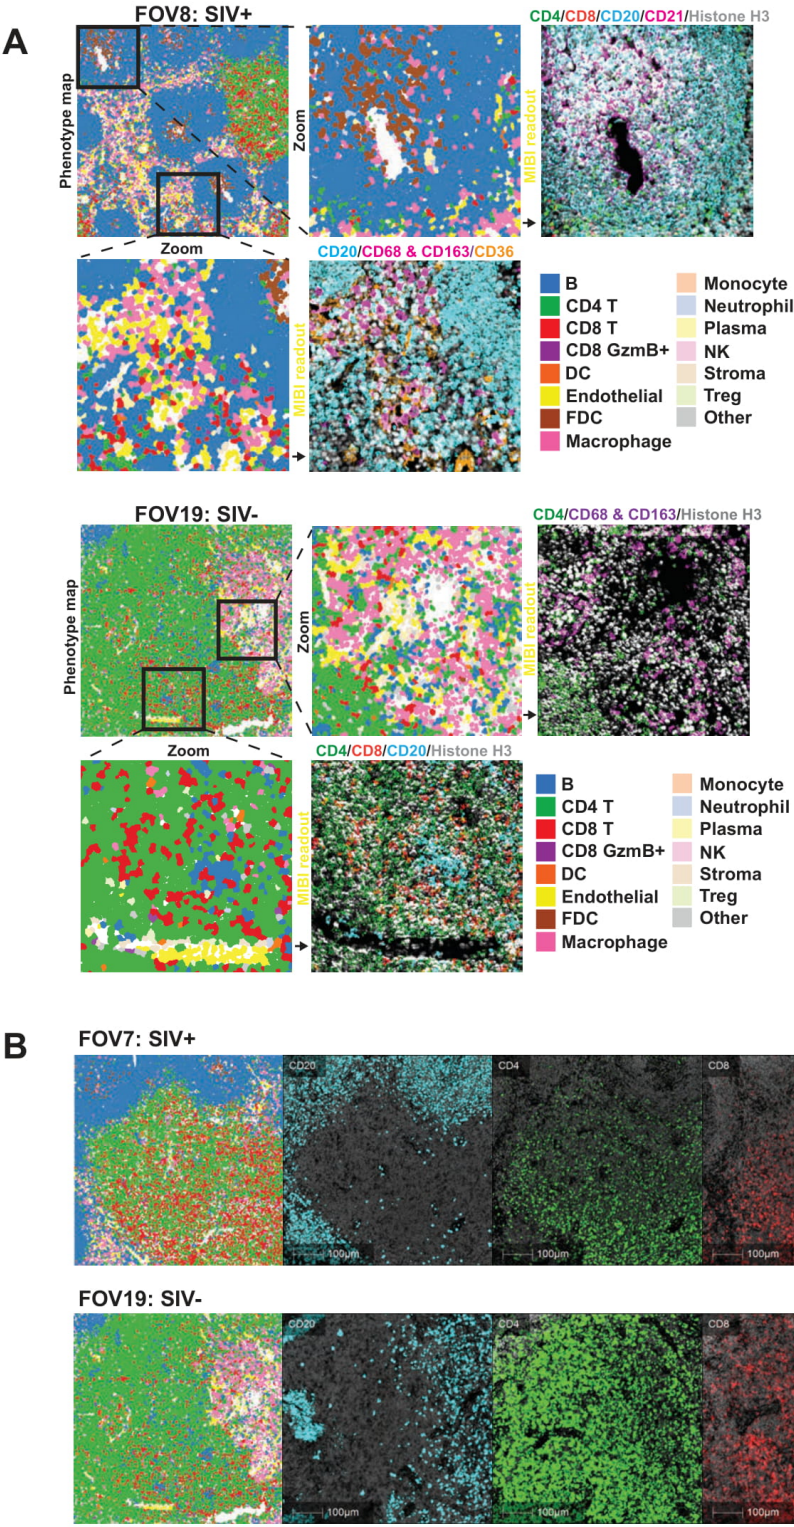 A
FOV8: SIV+
CD4/CD8/CD20/CD21/Histone H3
Phenotype map
Zoom
MIBI readout
Zoom
CD20/CD68 & CD163/CD36
MIBI readout
B
CD4 T
CD8 T
CD8 GzmB+
DC
Endothelial
FDC
Macrophage
Monocyte
Neutrophil
Plasma
NK
Stroma
Treg
Other
FOV19: SIV-
CD4/CD68 & CD163/Histone H3
Phenotype map
Zoom
MIBI readout
Zoom
CD4/CD8/CD20/Histone H3
MIBI readout
B
CD4 T
CD8 T
CD8 GzmB+
DC
Endothelial
FDC
Macrophage
Monocyte
Neutrophil
Plasma
NK
Stroma
Treg
Other
B
FOV7: SIV+
CD20
CD4
CD8
100μm
100μm
100μm
FOV19: SIV-
CD20
CD4
CD8
100μm
100μm
100μm